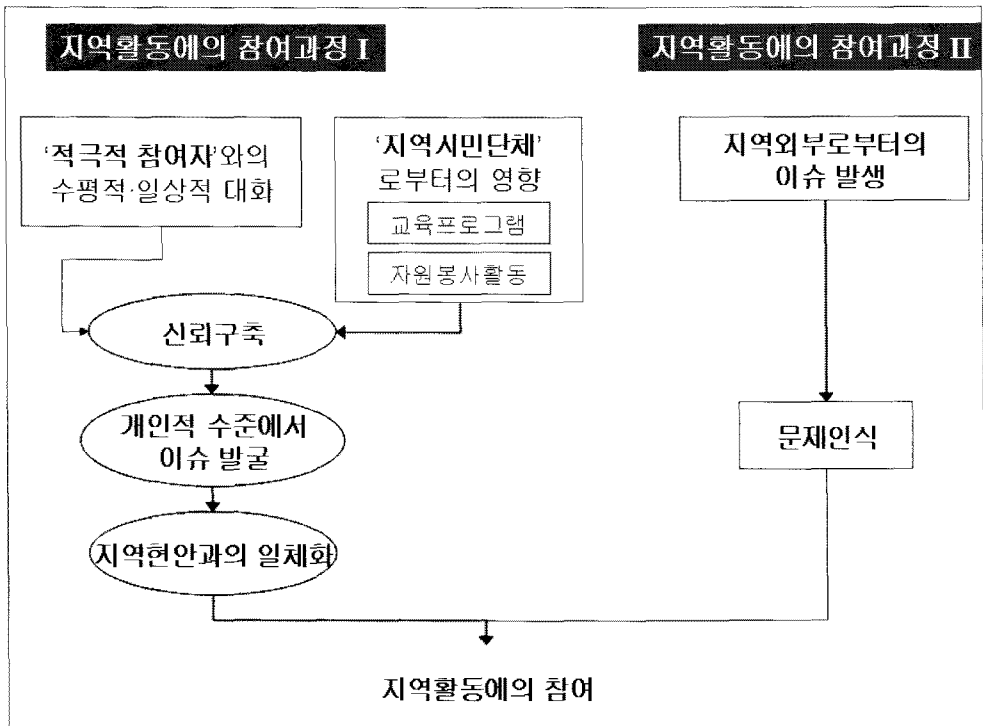 지역활동에의 참여과정 I
지역활동에의 참여과정 II
'적극적 참여자'와의
수평적·일상적 대화
'지역시민단체'
로부터의 영향
교육프로그램
자원봉사활동
지역외부로부터의
이슈 발생
신뢰구축
개인적 수준에서
이슈 발굴
문제인식
지역현안과의 일체화
지역활동에의 참여